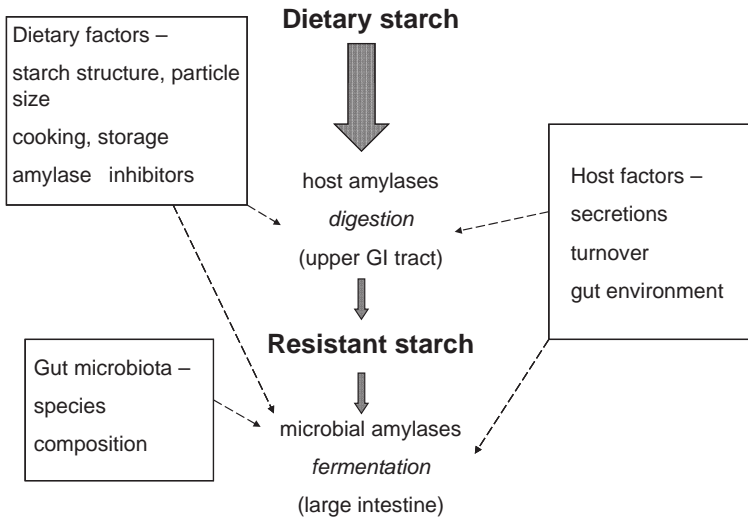 Dietary starch
Dietary factors –
starch structure, particle
size
cooking, storage
amylase inhibitors
host amylases
digestion
(upper GI tract)
Host factors –
secretions
turnover
gut environment
Resistant starch
Gut microbiota –
species
composition
microbial amylases
fermentation
(large intestine)